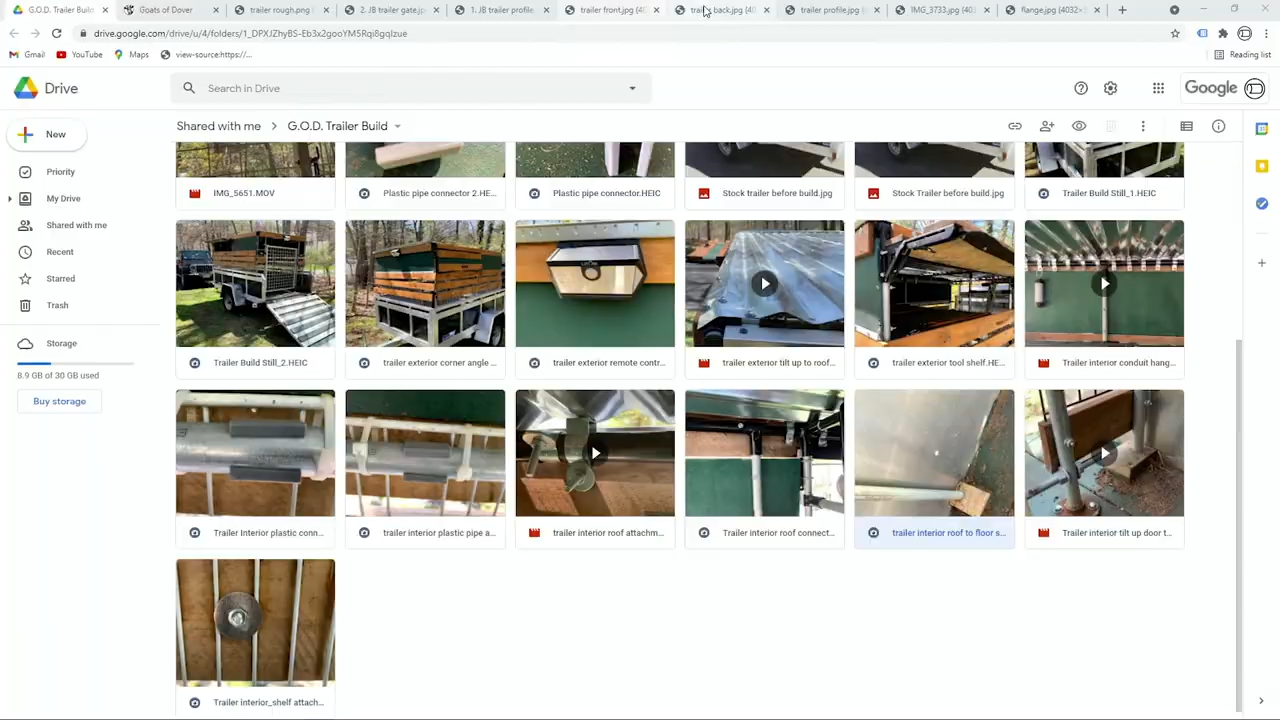 G.O.D. Trailer Build
Goats of Dover
trailer rough.png
2. JB trailer gate.jp
1. JB trailer profile
trailer front.jpg (40
trailer back.jpg (40
trailer profile.jpg
IMG_3733.jpg (403
flange.jpg (4032×3
drive.google.com/drive/u/4/folders/1_DPXJZhyBS-Eb3x2gooYM5Rqi8gqIzue
Gmail
YouTube
Maps
view-source:https://...
Reading list
Drive
Search in Drive
Google
New
Shared with me
G.O.D. Trailer Build
Priority
My Drive
Shared with me
Recent
Starred
Trash
Storage
8.9 GB of 30 GB used
Buy storage
IMG_5651.MOV
Plastic pipe connector 2.HE...
Plastic pipe connector.HEIC
Stock trailer before build.jpg
Stock Trailer before build.jpg
Trailer Build Still_1.HEIC
Trailer Build Still_2.HEIC
trailer exterior corner angle ...
trailer exterior remote contr...
trailer exterior tilt up to roof...
trailer exterior tool shelf.HE...
Trailer interior conduit hang...
Trailer Interior plastic conn...
trailer interior plastic pipe a...
trailer interior roof attachm...
Trailer interior roof connect...
trailer interior roof to floor s...
Trailer interior tilt up door t...
Trailer interior_shelf attach...